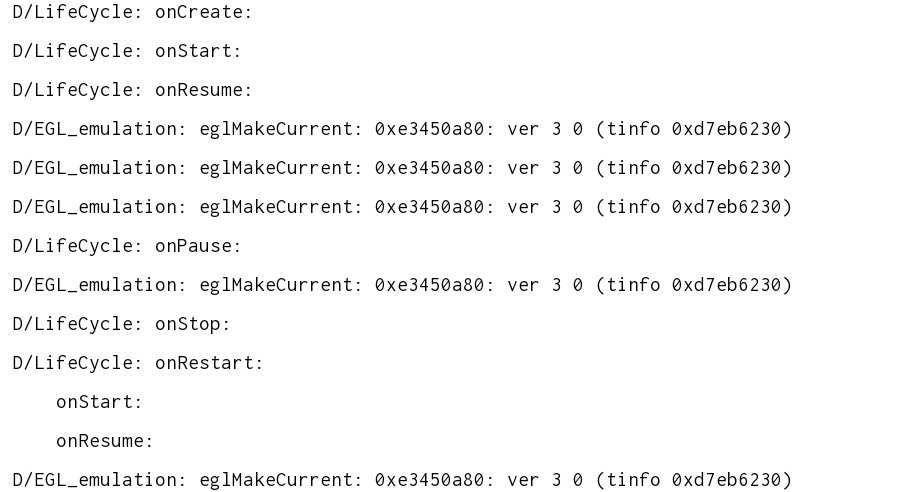 D/LifeCycle: onCreate:
D/LifeCycle: onStart:
D/LifeCycle: onResume:
D/EGL_emulation: eglMakeCurrent: 0xe3450a80: ver 3 0 (tinfo 0xd7eb6230)
D/EGL_emulation: eglMakeCurrent: 0xe3450a80: ver 3 0 (tinfo 0xd7eb6230)
D/EGL_emulation: eglMakeCurrent: 0xe3450a80: ver 3 0 (tinfo 0xd7eb6230)
D/LifeCycle: onPause:
D/EGL_emulation: eglMakeCurrent: 0xe3450a80: ver 3 0 (tinfo 0xd7eb6230)
D/LifeCycle: onStop:
D/LifeCycle: onRestart:
    onStart:
    onResume:
D/EGL_emulation: eglMakeCurrent: 0xe3450a80: ver 3 0 (tinfo 0xd7eb6230)